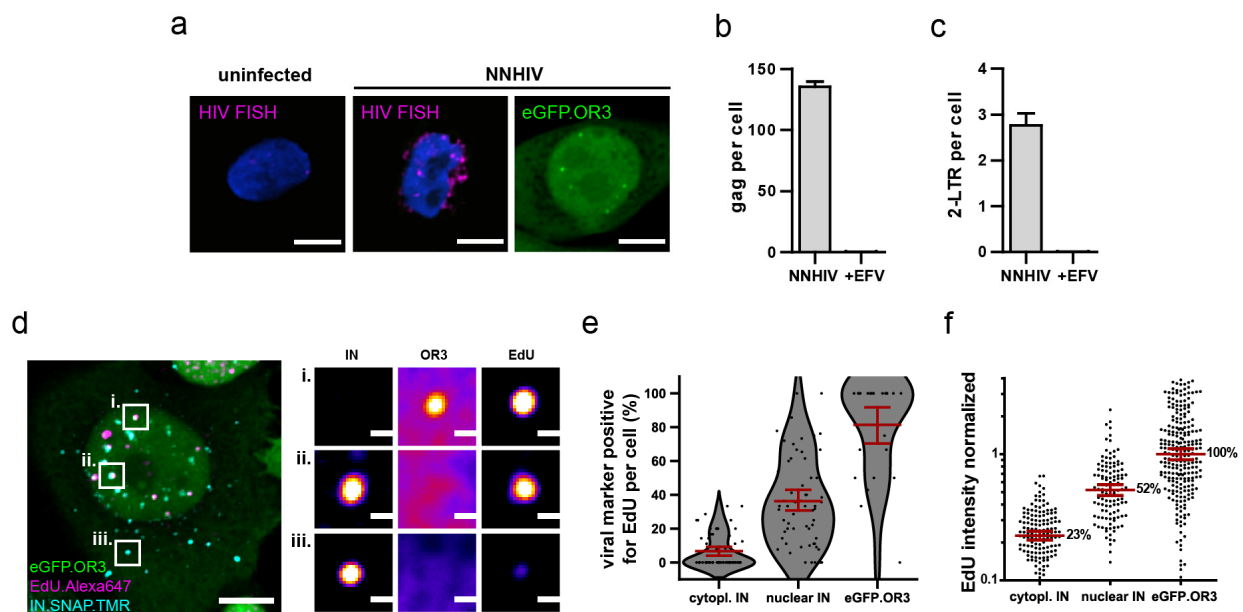 a
uninfected
NNHIV
HIV FISH
HIV FISH
eGFP.OR3
b
gag per cell
150
100
50
0
NNHIV +EFV
c
2-LTR per cell
4
3
2
1
0
NNHIV +EFV
d
i.
ii.
iii.
eGFP.OR3
EdU.Alexa647
IN.SNAP.TMR
IN OR3 EdU
i.
ii.
iii.
e
viral marker positive
for EdU per cell (%)
100
80
60
40
20
0
cytopl. IN nuclear IN eGFP.OR3
f
EdU intensity normalized
1
0.1
23%
52%
100%
cytopl. IN nuclear IN eGFP.OR3